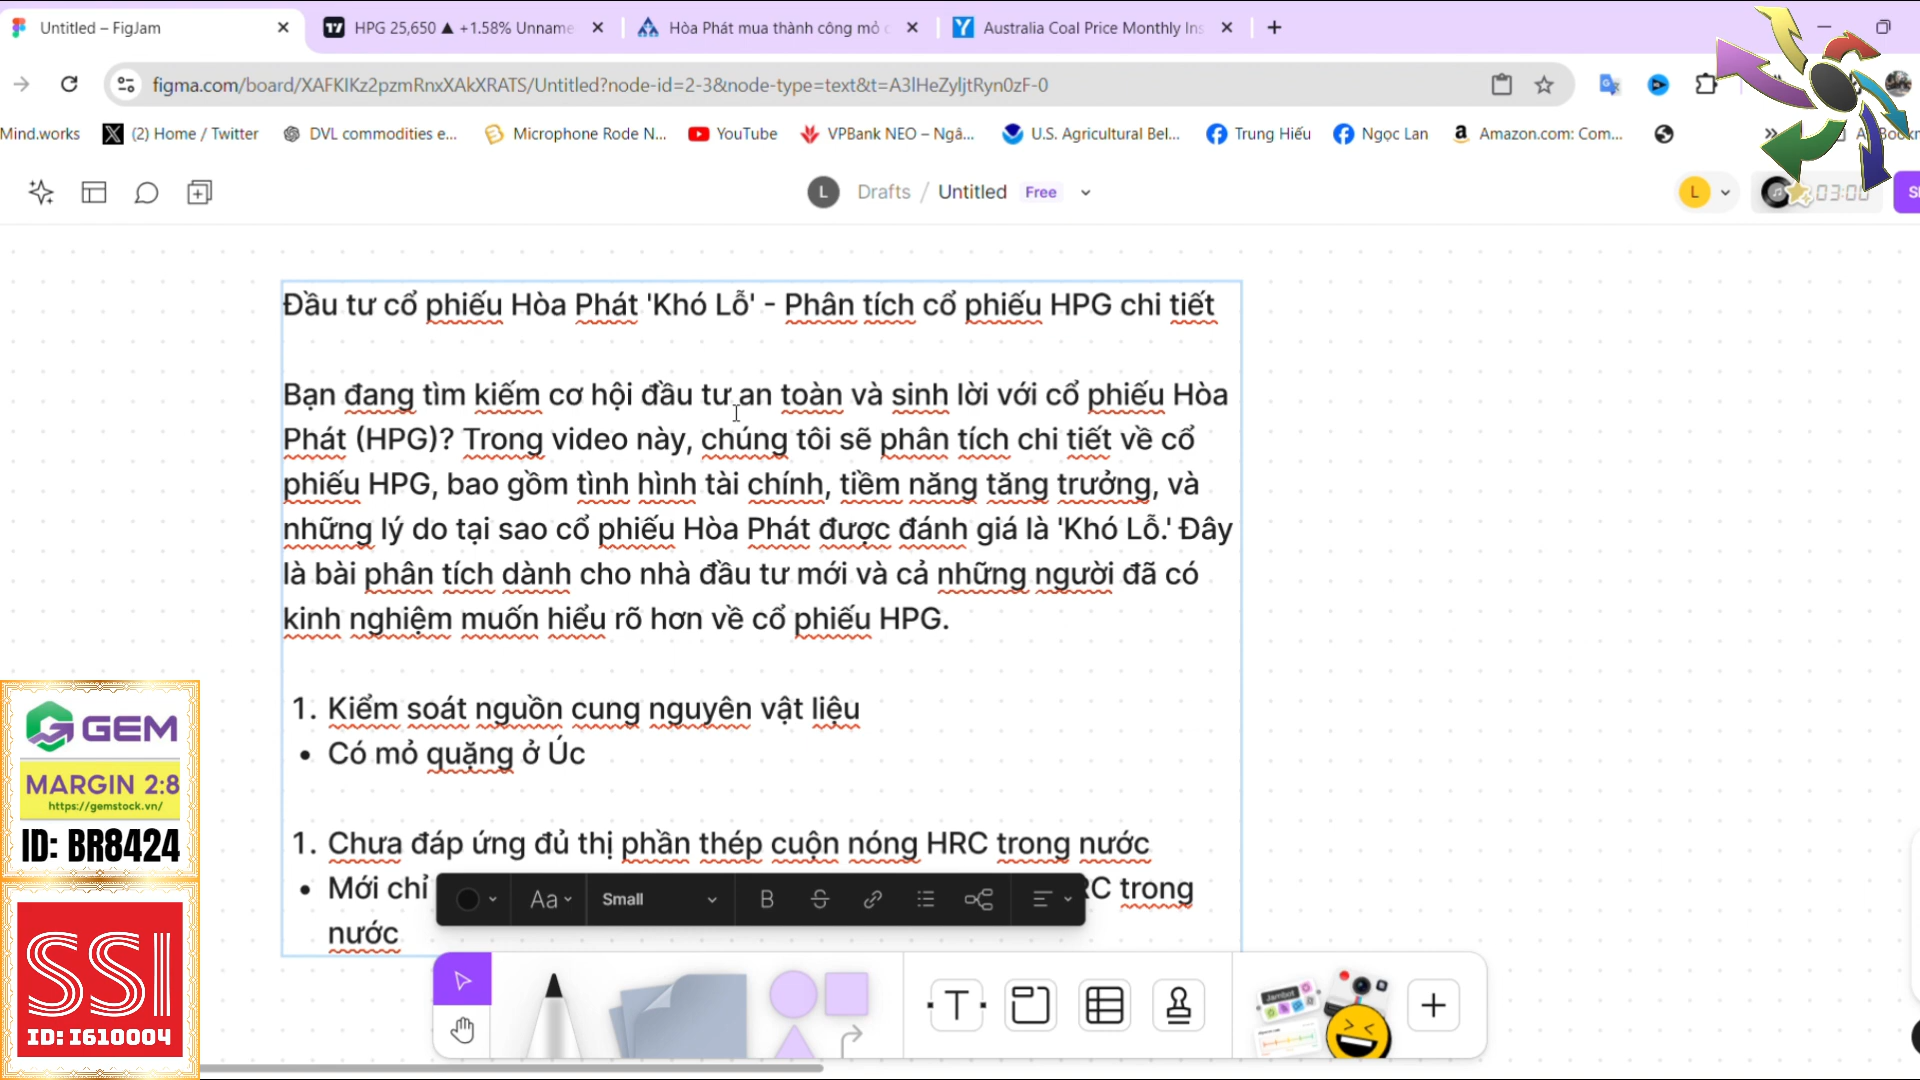 Untitled – FigJam
HPG 25,650 ▲ +1.58% Unname
Hòa Phát mua thành công mỏ
Australia Coal Price Monthly Ins
figma.com/board/XAFKIKz2pzmRnxXAkXRATS/Untitled?node-id=2-3&node-type=text&t=A3lHeZyljtRyn0zF-0
Mind.works
(2) Home / Twitter
DVL commodities e...
Microphone Rode N...
YouTube
VPBank NEO – Ngâ...
U.S. Agricultural Bel...
Trung Hiếu
Ngọc Lan
Amazon.com: Com...
L Drafts / Untitled Free
L
03:00
Đầu tư cổ phiếu Hòa Phát 'Khó Lỗ' - Phân tích cổ phiếu HPG chi tiết
Bạn đang tìm kiếm cơ hội đầu tư an toàn và sinh lời với cổ phiếu Hòa
Phát (HPG)? Trong video này, chúng tôi sẽ phân tích chi tiết về cổ
phiếu HPG, bao gồm tình hình tài chính, tiềm năng tăng trưởng, và
những lý do tại sao cổ phiếu Hòa Phát được đánh giá là 'Khó Lỗ.' Đây
là bài phân tích dành cho nhà đầu tư mới và cả những người đã có
kinh nghiệm muốn hiểu rõ hơn về cổ phiếu HPG.
1. Kiểm soát nguồn cung nguyên vật liệu
• Có mỏ quặng ở Úc
1. Chưa đáp ứng đủ thị phần thép cuộn nóng HRC trong nước
• Mới chỉ
RC trong
nước
Aa
Small
B
S
T
Jambot
GEM
MARGIN 2:8
https://gemstock.vn/
ID: BR8424
SSI
ID: I610004